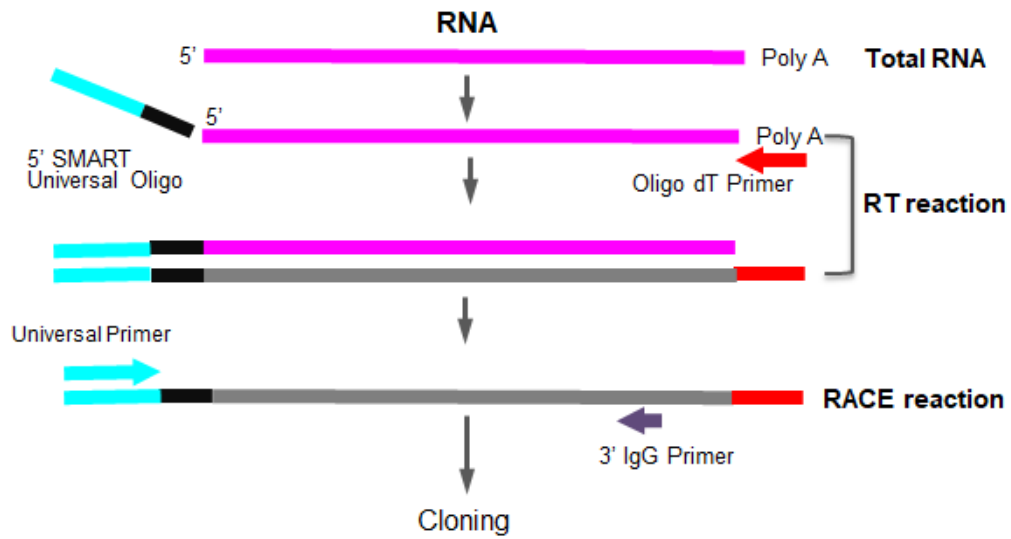 RNA
5’
Poly A
Total RNA
5’
Poly A
5’ SMART
Universal Oligo
Oligo dT Primer
RT reaction
Universal Primer
RACE reaction
3’ IgG Primer
Cloning